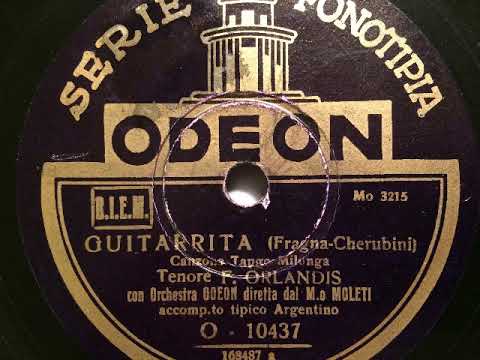 SERIE FONOTIPIA
ODEON
B.I.E.M.
Mo 3215
GUITARRITA (Fragna-Cherubini)
Canzone Tango Milonga
Tenore F. ORLANDIS
con Orchestra ODEON diretta dal M.o MOLETI
accomp.to tipico Argentino
O - 10437
168487 a